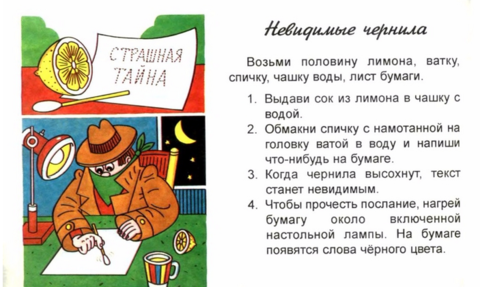 СТРАШНАЯ
ТАЙНА
Невидимые чернила
Возьми половину лимона, ватку,
спичку, чашку воды, лист бумаги.
1. Выдави сок из лимона в чашку с
водой.
2. Обмакни спичку с намотанной на
головку ватой в воду и напиши
что-нибудь на бумаге.
3. Когда чернила высохнут, текст
станет невидимым.
4. Чтобы прочесть послание, нагрей
бумагу около включенной
настольной лампы. На бумаге
появятся слова чёрного цвета.